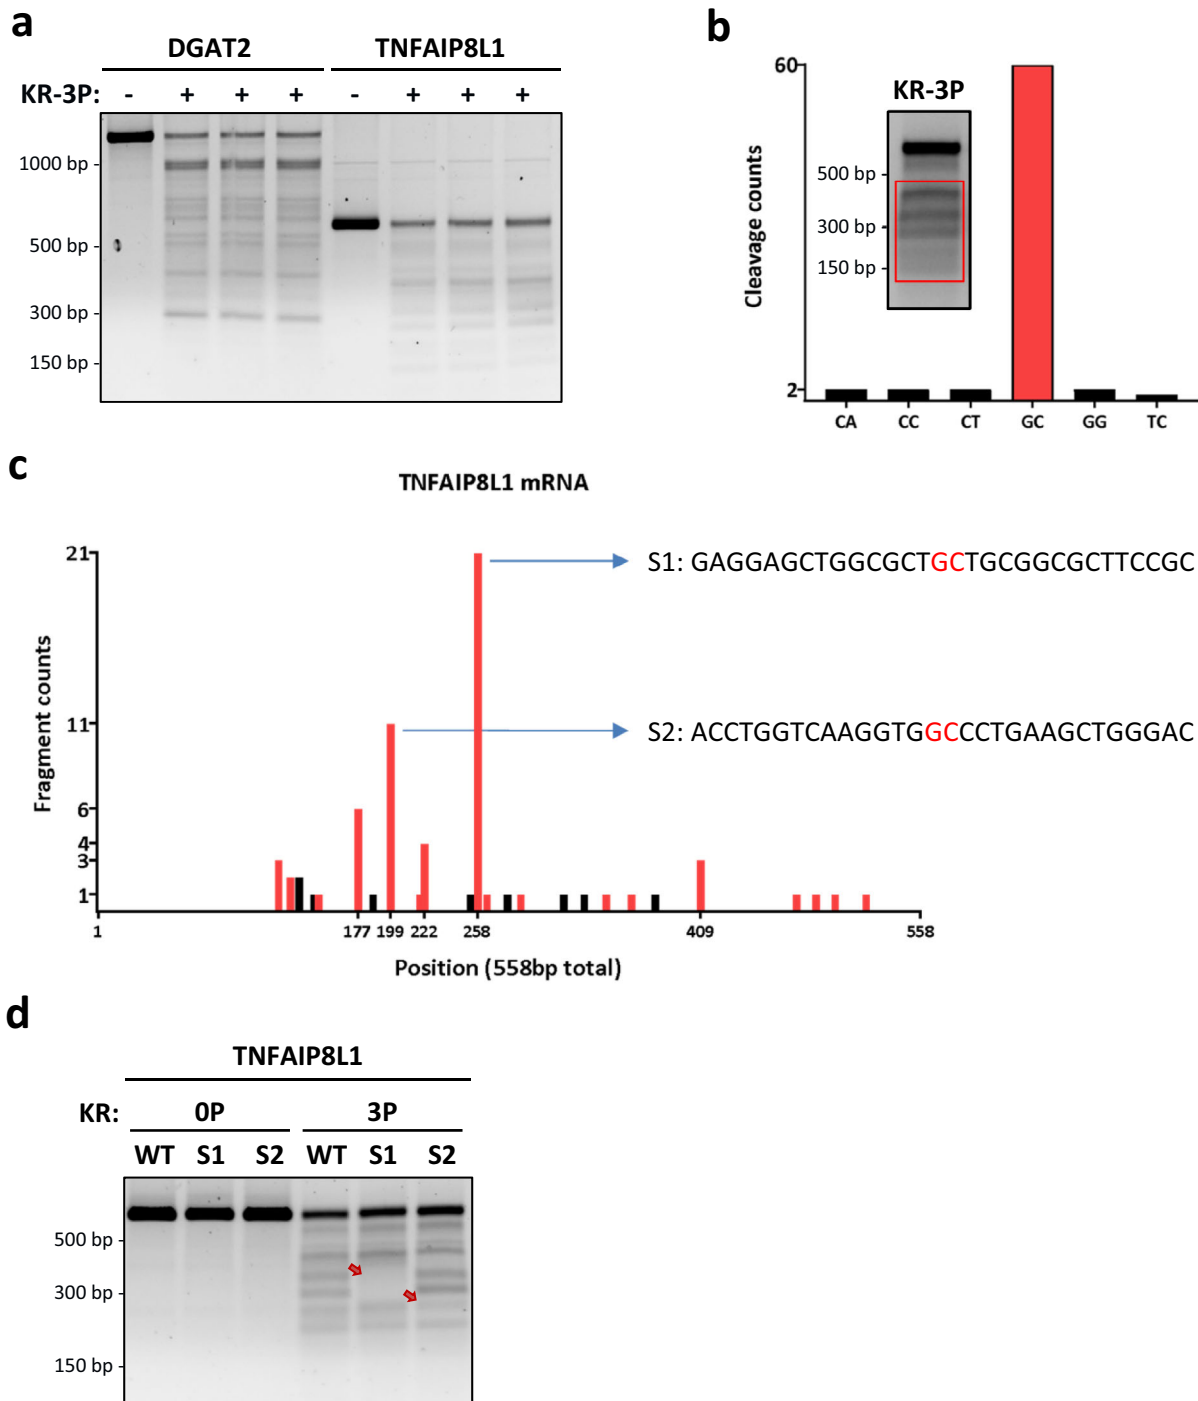 a
DGAT2 TNFAIP8L1
KR-3P: - + + + - + + +
1000 bp
500 bp
300 bp
150 bp
b
60
KR-3P
500 bp
300 bp
150 bp
Cleavage counts
2
CA CC CT GC GG TC
c
TNFAIP8L1 mRNA
21
S1: GAGGAGCTGGCGCTGCTGCGGCGCTTCCGC
11
S2: ACCTGGTCAAGGTGGCCCTGAAGCTGGGAC
Fragment counts
6
4
3
1
1 177 199 222 258 409 558
Position (558bp total)
d
TNFAIP8L1
KR: 0P 3P
WT S1 S2 WT S1 S2
500 bp
300 bp
150 bp